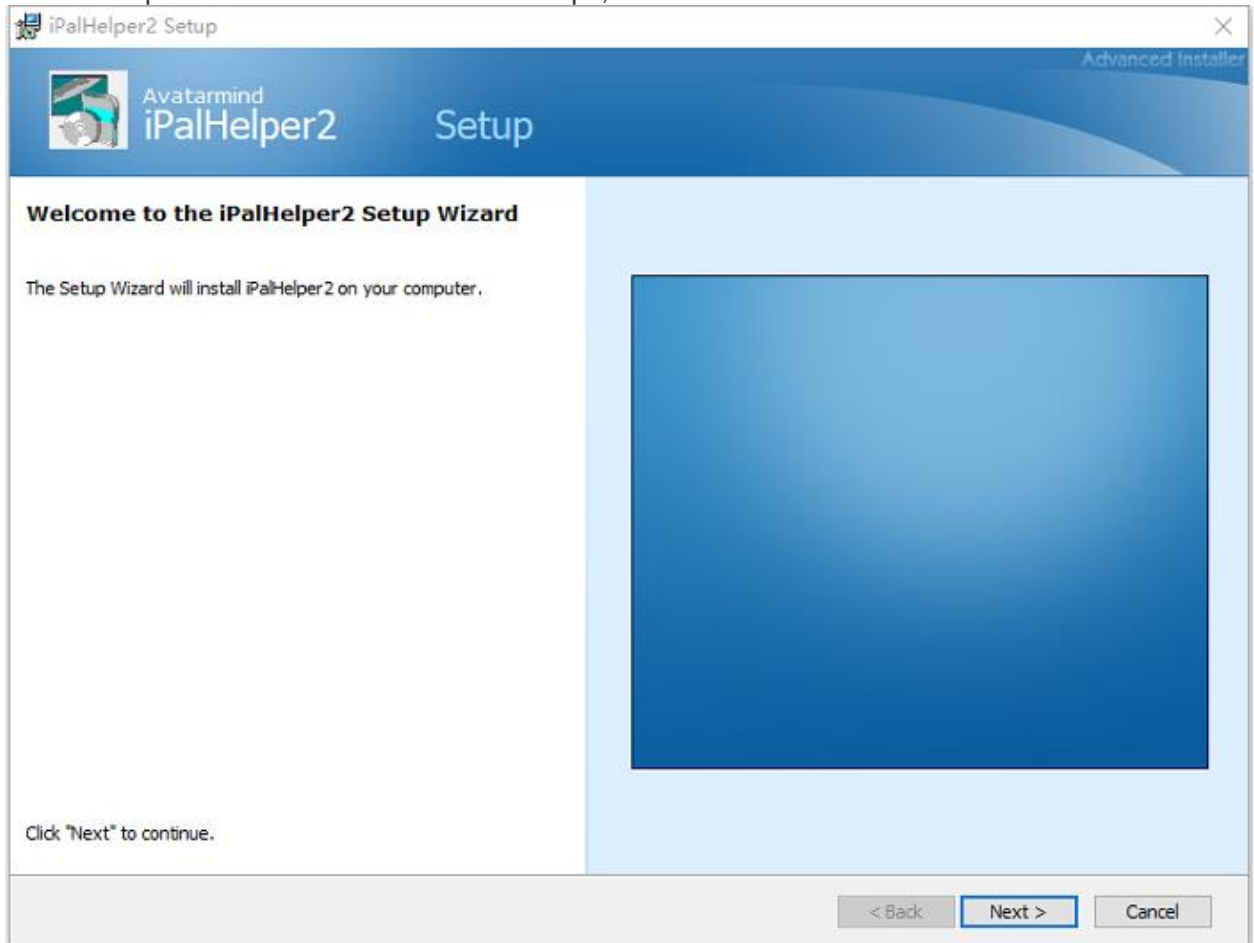 iPalHelper2 Setup
Advanced Installer
Avatarmind
iPalHelper2 Setup
Welcome to the iPalHelper2 Setup Wizard
The Setup Wizard will install iPalHelper2 on your computer.
Click "Next" to continue.
< Back Next > Cancel